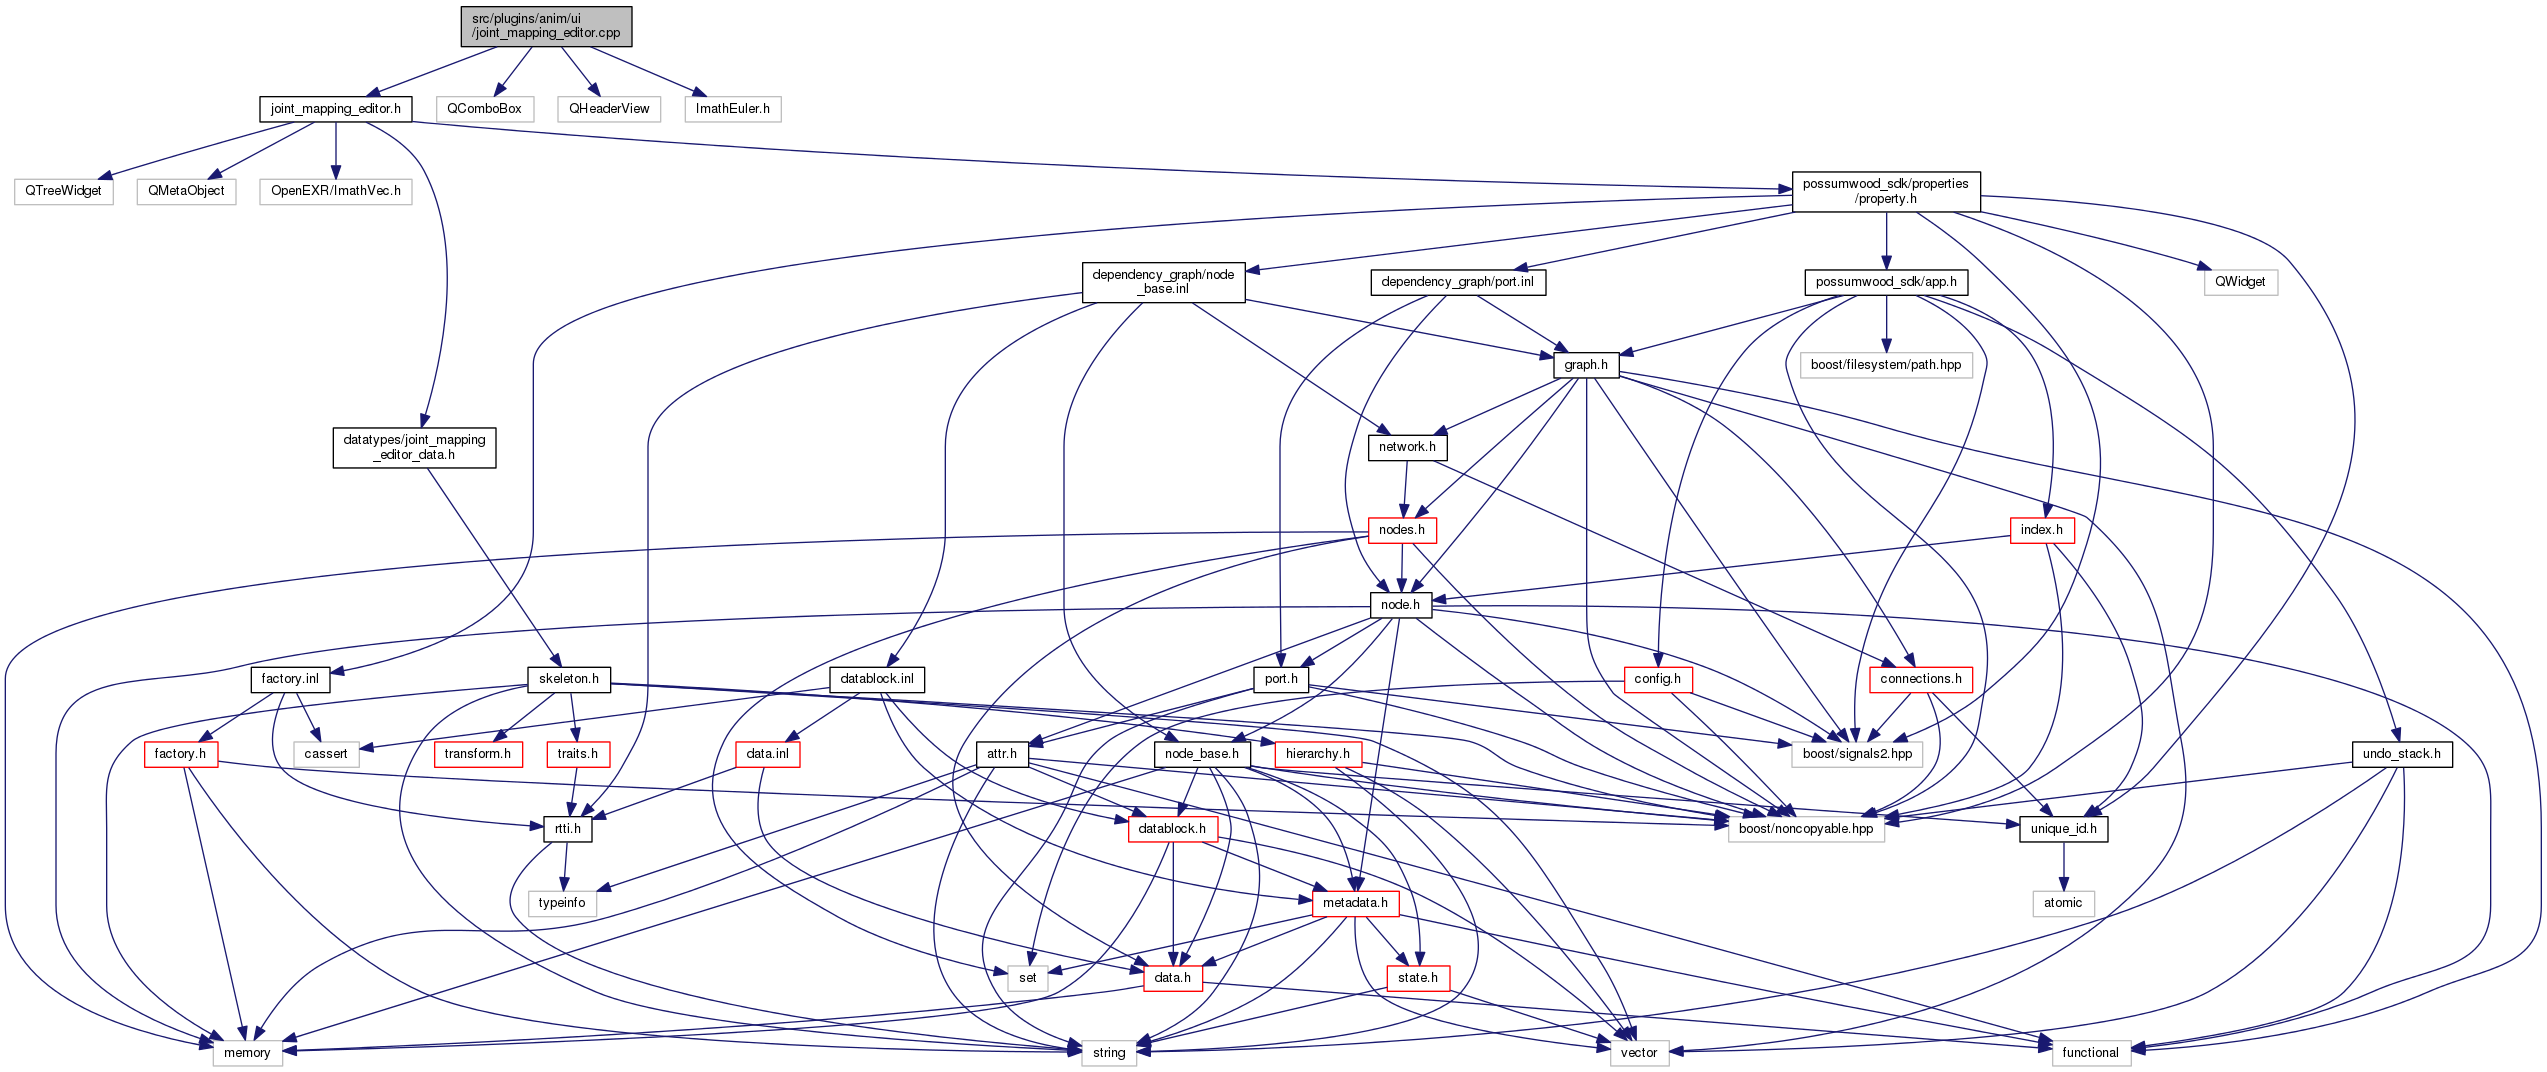 src/plugins/anim/ui
/joint_mapping_editor.cpp
joint_mapping_editor.h
QComboBox
QHeaderView
ImathEuler.h
QTreeWidget
QMetaObject
OpenEXR/ImathVec.h
possumwood_sdk/properties
/property.h
dependency_graph/node
_base.inl
dependency_graph/port.inl
possumwood_sdk/app.h
QWidget
graph.h
boost/filesystem/path.hpp
datatypes/joint_mapping
_editor_data.h
network.h
nodes.h
index.h
node.h
factory.inl
skeleton.h
datablock.inl
port.h
config.h
connections.h
factory.h
cassert
transform.h
traits.h
data.inl
attr.h
node_base.h
hierarchy.h
boost/signals2.hpp
undo_stack.h
rtti.h
datablock.h
boost/noncopyable.hpp
unique_id.h
typeinfo
metadata.h
atomic
set
data.h
state.h
memory
string
vector
functional